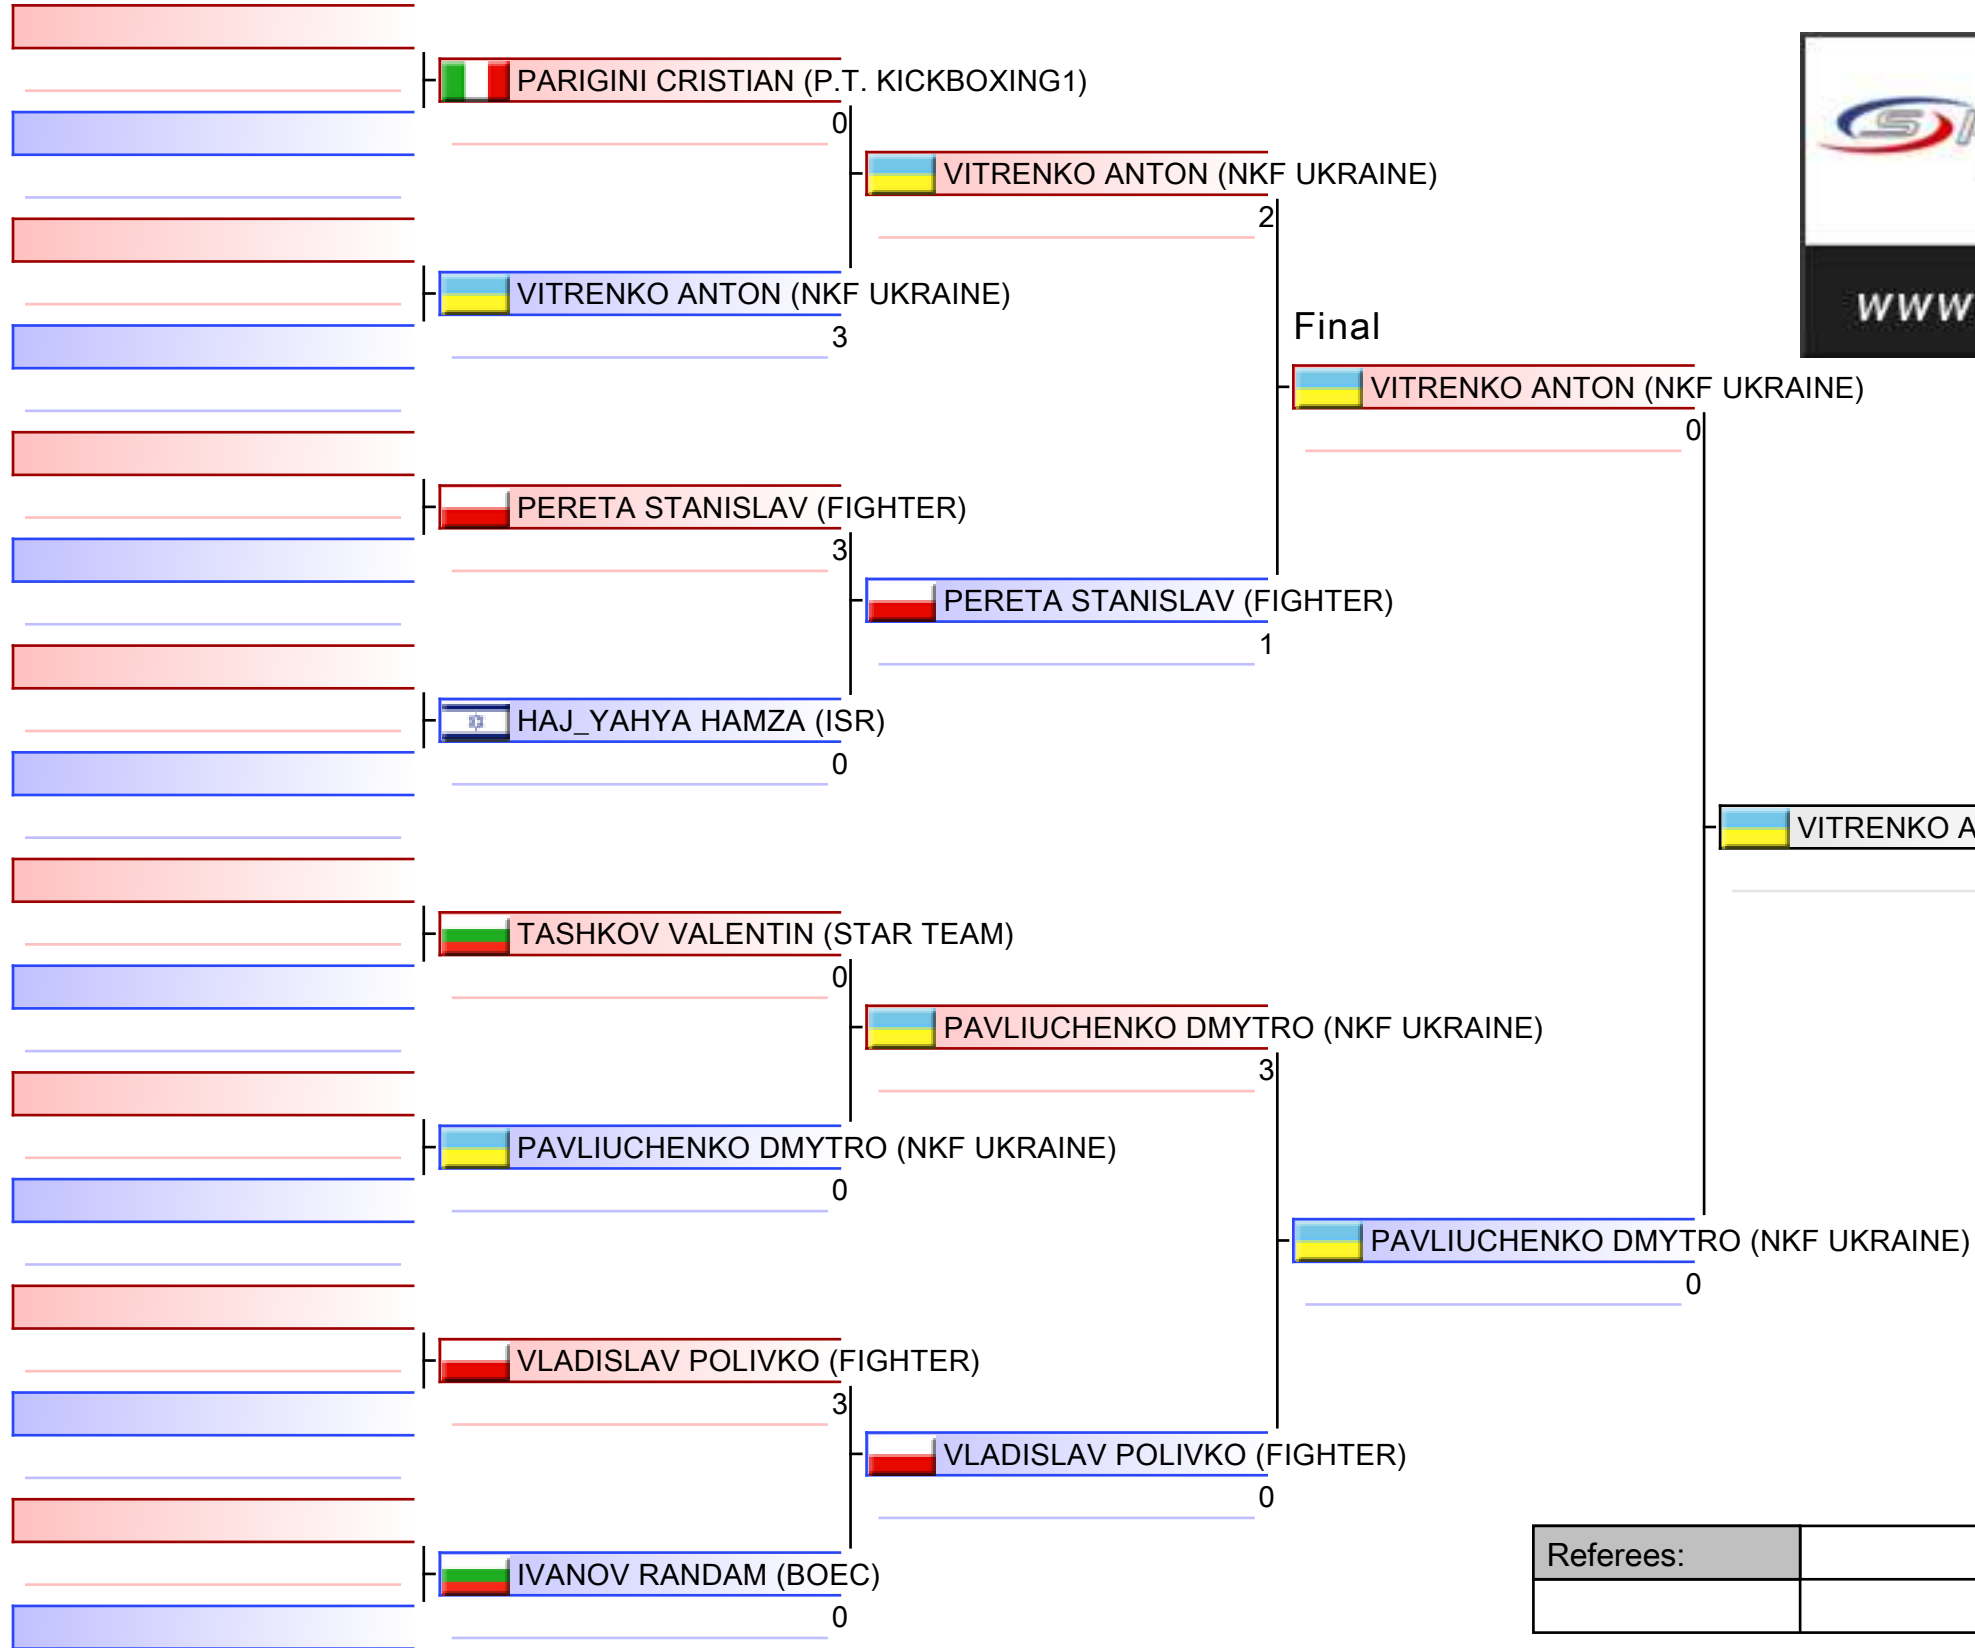 PARIGINI CRISTIAN (P.T. KICKBOXING1)
0
VITRENKO ANTON (NKF UKRAINE)
2
VITRENKO ANTON (NKF UKRAINE)
3
Final
www
VITRENKO ANTON (NKF UKRAINE)
0
PERETA STANISLAV (FIGHTER)
3
PERETA STANISLAV (FIGHTER)
1
HAJ_YAHYA HAMZA (ISR)
0
VITRENKO A
TASHKOV VALENTIN (STAR TEAM)
0
PAVLIUCHENKO DMYTRO (NKF UKRAINE)
3
PAVLIUCHENKO DMYTRO (NKF UKRAINE)
0
PAVLIUCHENKO DMYTRO (NKF UKRAINE)
0
VLADISLAV POLIVKO (FIGHTER)
3
VLADISLAV POLIVKO (FIGHTER)
0
Referees:
IVANOV RANDAM (BOEC)
0